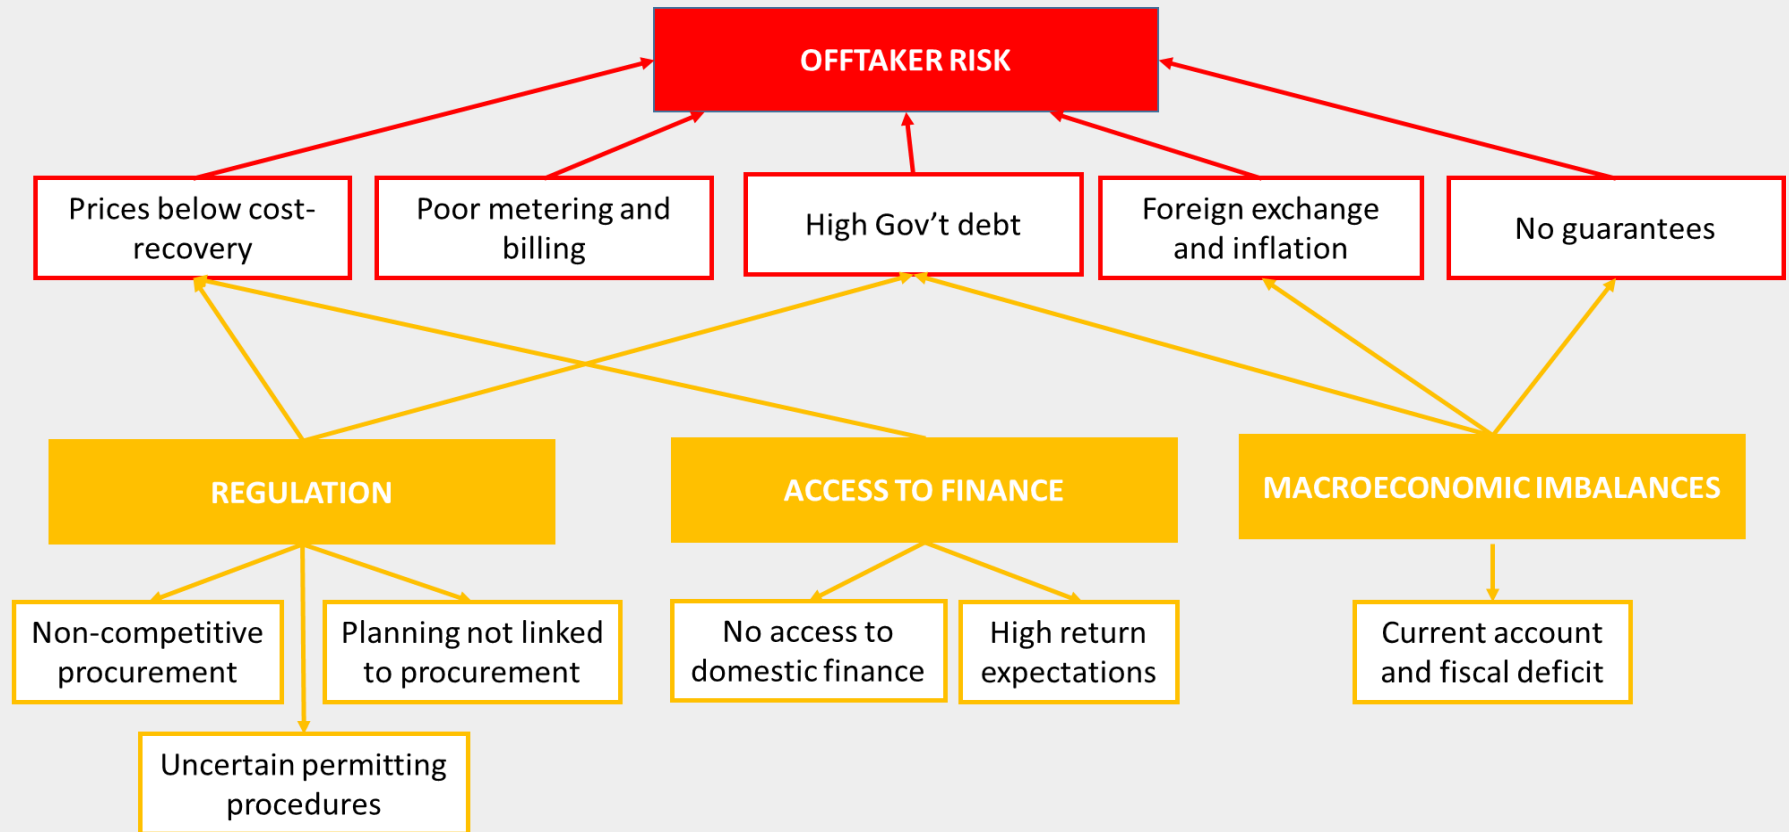 OFFTAKER RISK
Prices below cost-
recovery
Poor metering and
billing
High Gov’t debt
Foreign exchange
and inflation
No guarantees
REGULATION
ACCESS TO FINANCE
MACROECONOMIC IMBALANCES
Non-competitive
procurement
Planning not linked
to procurement
No access to
domestic finance
High return
expectations
Current account
and fiscal deficit
Uncertain permitting
procedures